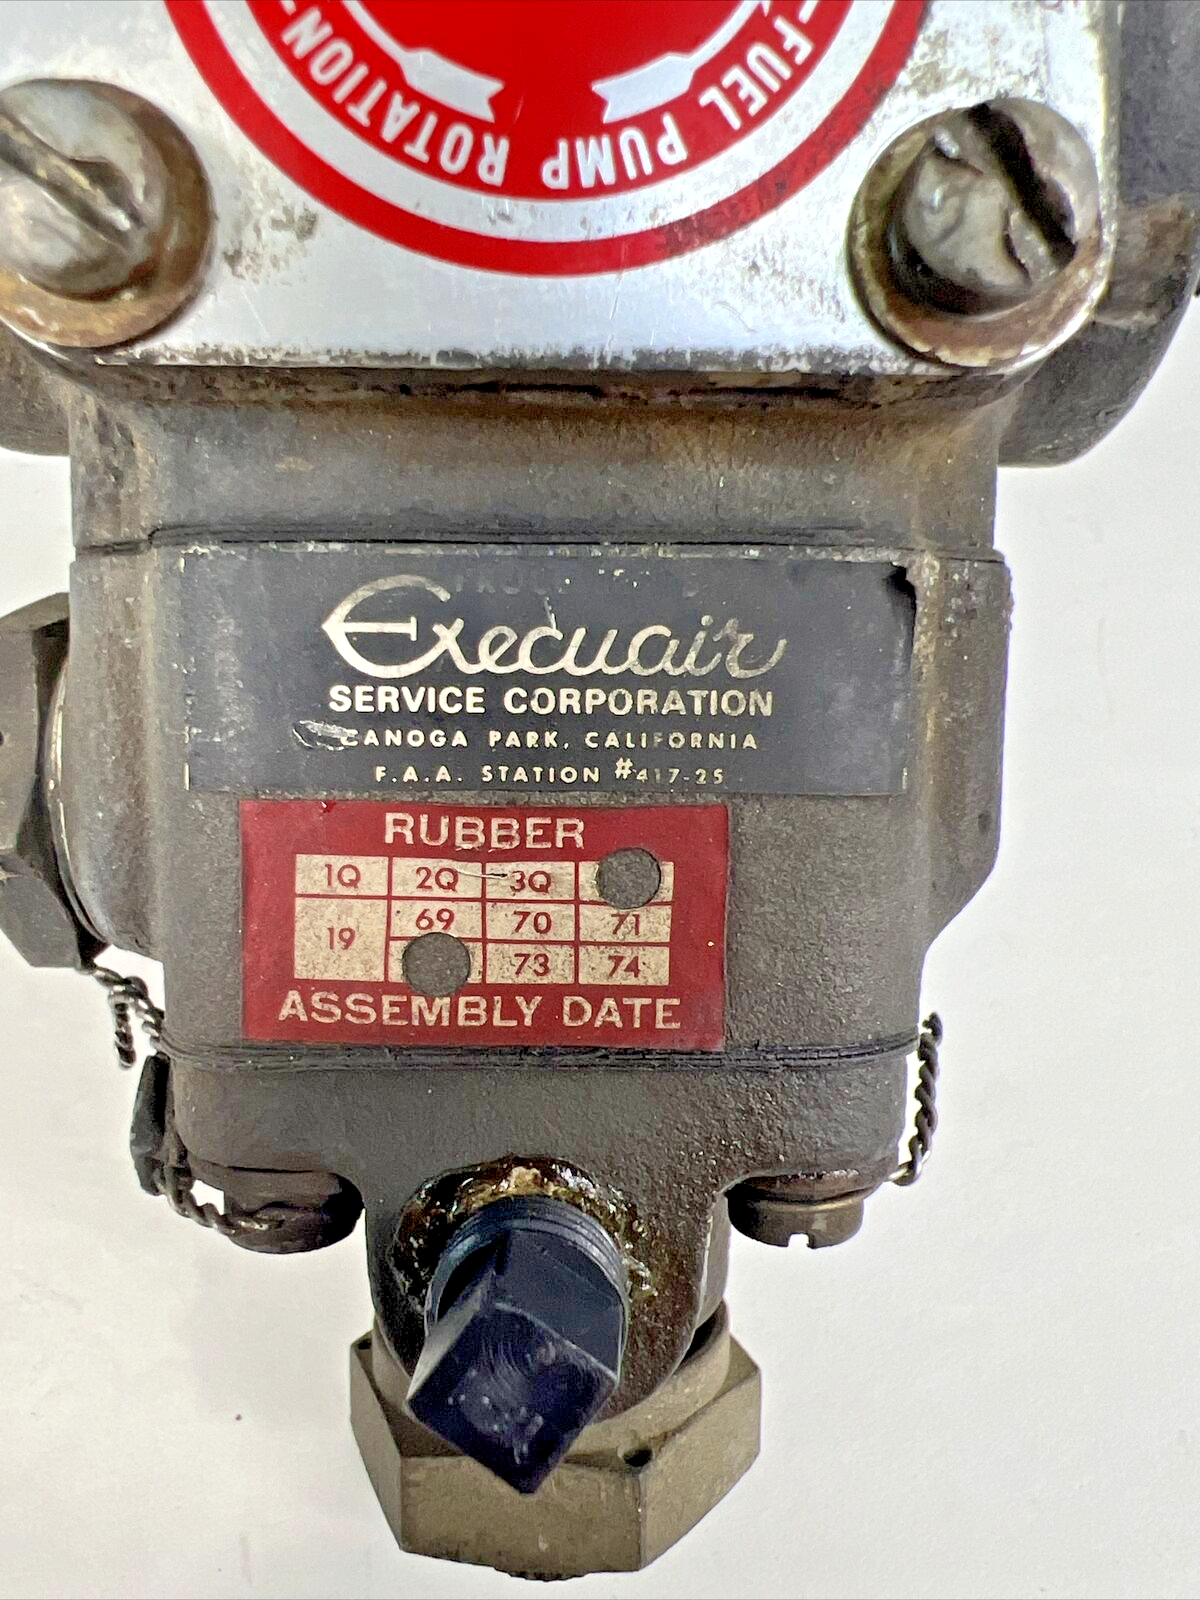 -FUEL PUMP ROTATION-
Execuair
SERVICE CORPORATION
CANOGA PARK, CALIFORNIA
F.A.A. STATION #417-25
RUBBER
1Q 2Q 3Q
69 70 71
19
73 74
ASSEMBLY DATE